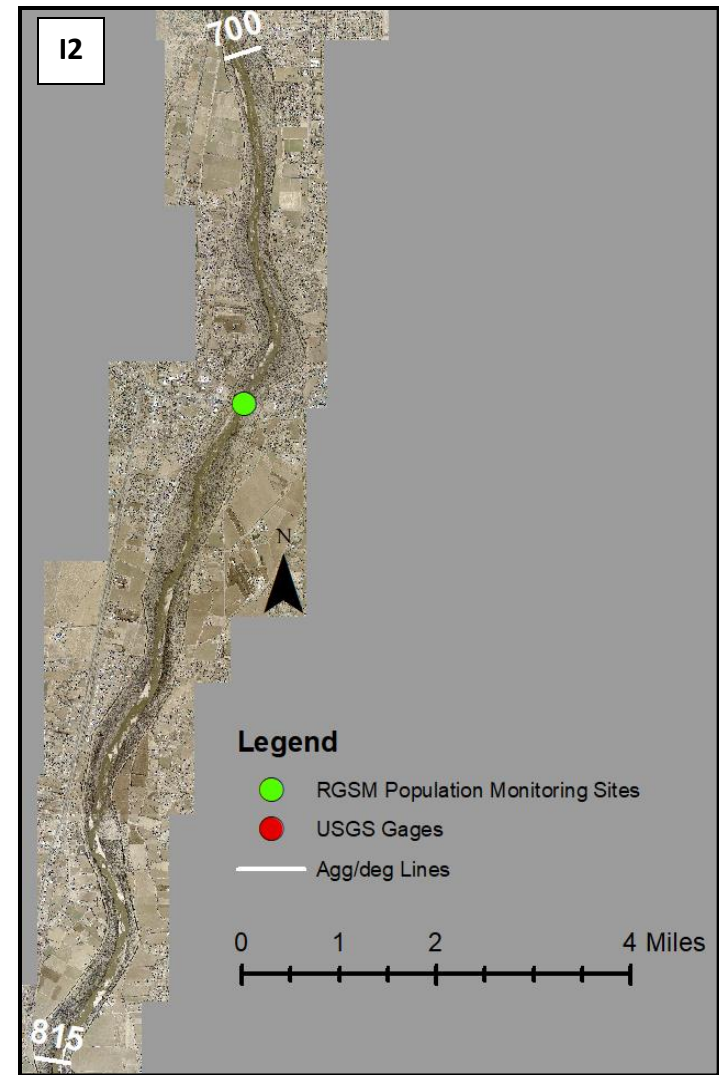 I2
700
N
Legend
RGSM Population Monitoring Sites
USGS Gages
Agg/deg Lines
0 1 2 4 Miles
815